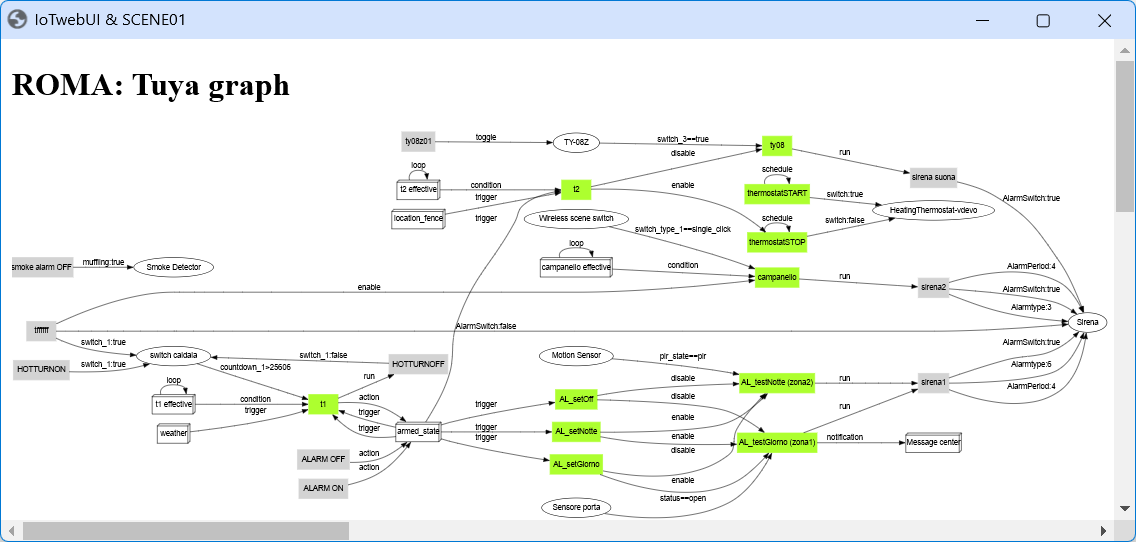 IoTwebUI & SCENE01
ROMA: Tuya graph
ty08z01
toggle
TY-08Z
switch_3==true
ty08
disable
run
loop
t2 effective
condition
trigger
t2
enable
schedule
thermostatSTART
switch:true
sirena suona
AlarmSwitch:true
location_fence
trigger
Wireless scene switch
switch_type_1==single_click
schedule
thermostatSTOP
switch:false
HeatingThermostat-vdevo
loop
campanello effective
condition
campanello
run
sirena2
AlarmPeriod:4
AlarmSwitch:true
Alarmtype:3
smoke alarm OFF
muffling:true
Smoke Detector
enable
tffffff
AlarmSwitch:false
Sirena
switch_1:true
HOTTURNON
switch_1:true
switch caldaia
switch_1:false
HOTTURNOFF
countdown_1>25606
run
Motion Sensor
pir_state==pir
AlarmSwitch:true
loop
t1 effective
condition
trigger
t1
action
trigger
trigger
weather
armed_state
disable
AL_testNotte (zona2)
run
sirena1
Alarmtype:6
AlarmPeriod:4
trigger
AL_setOff
disable
enable
run
trigger
trigger
AL_setNotte
enable
disable
AL_testGiorno (zona1)
notification
Message center
ALARM OFF
action
action
ALARM ON
AL_setGiorno
enable
status==open
Sensore porta